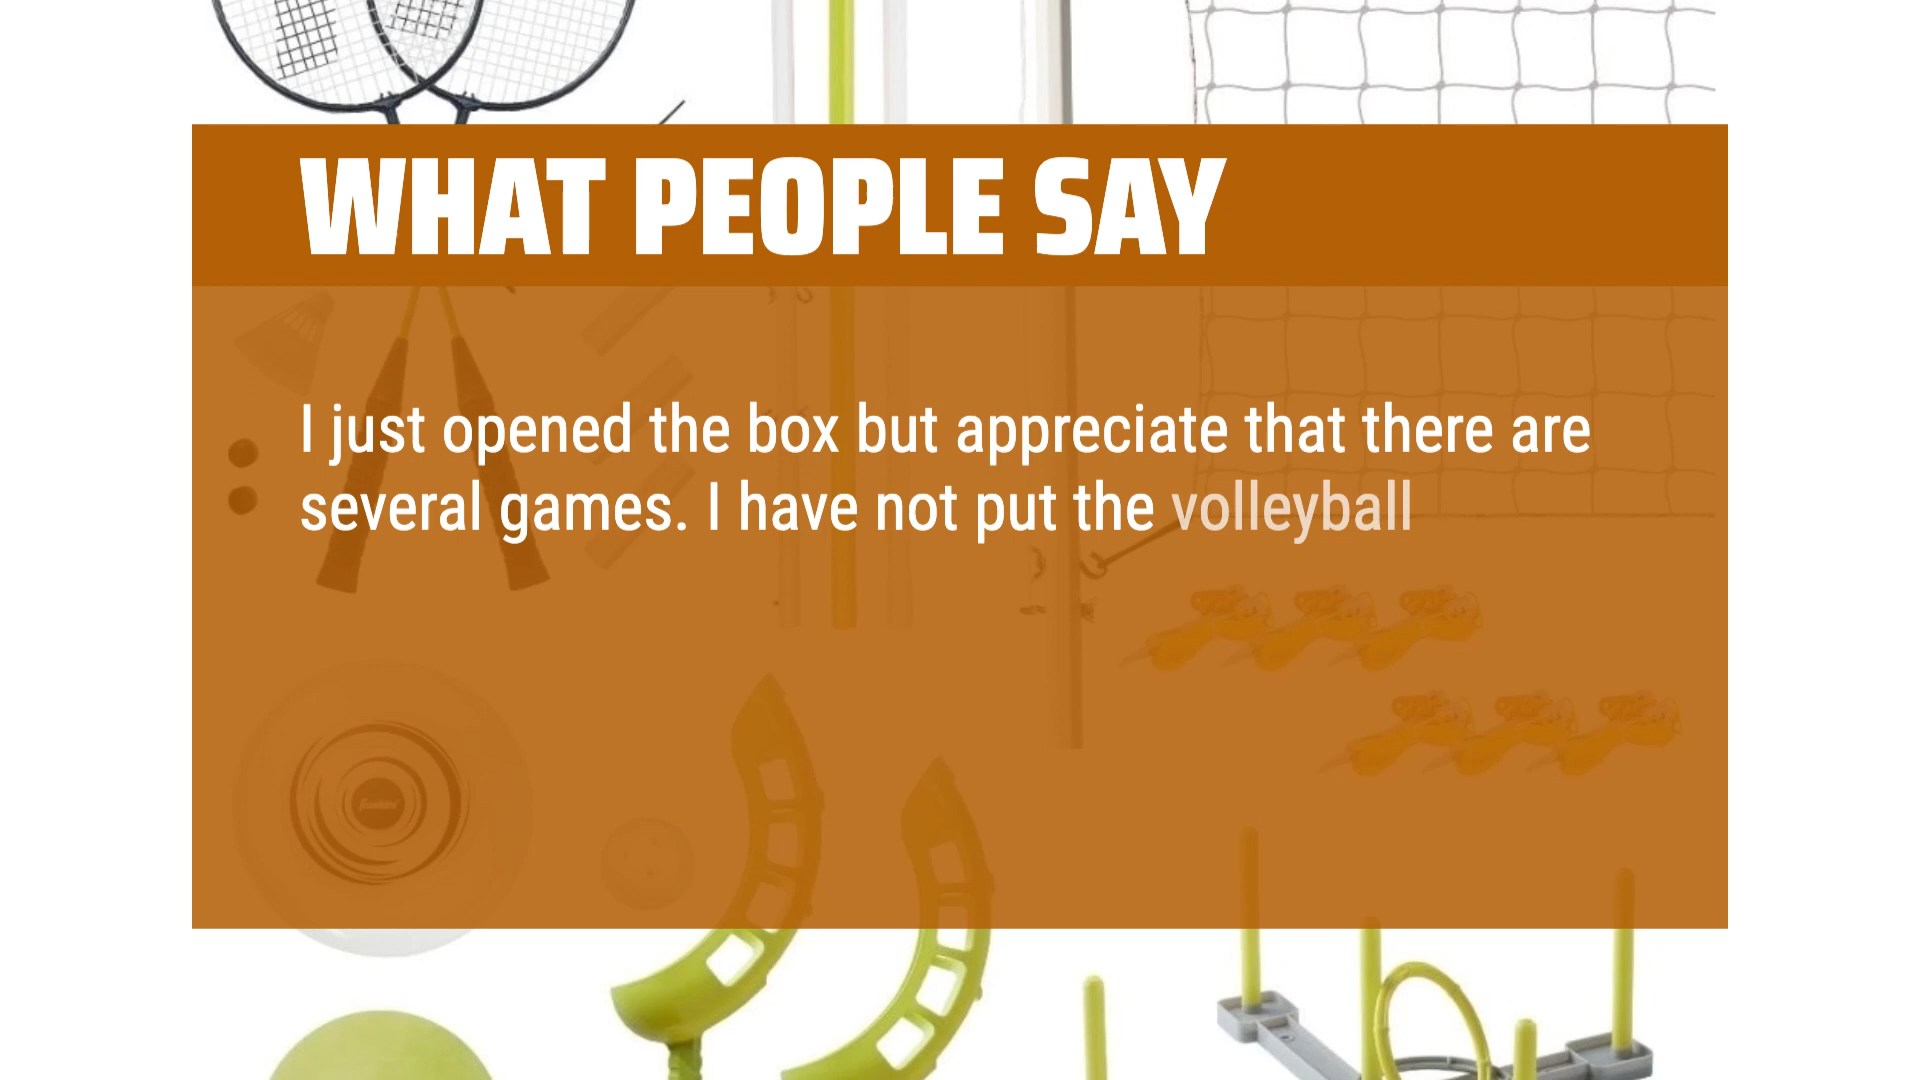 WHAT PEOPLE SAY
I just opened the box but appreciate that there are
several games. I have not put the volleyball